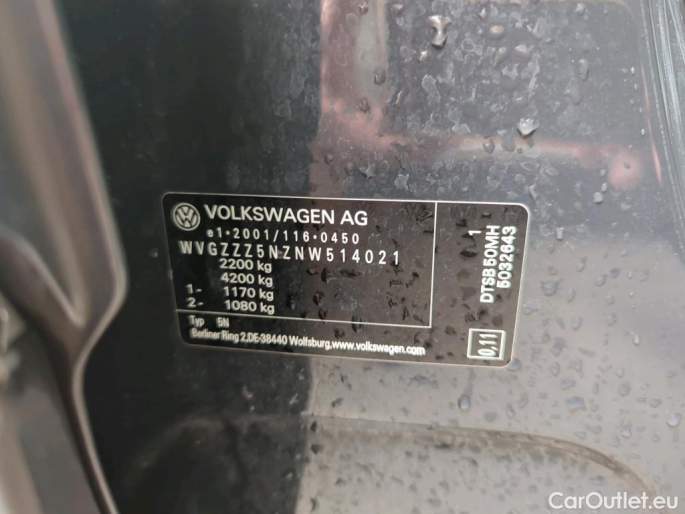 VOLKSWAGEN AG
e1*2001/116*0450
WVGZZZ5NZNW514021
2200 kg
4200 kg
1- 1170 kg
2- 1080 kg
Typ 5N
Berliner Ring 2,DE-38440 Wolfsburg,www.volkswagen.com
1
DTSB50MH
5032643
0,11
CarOutlet.eu